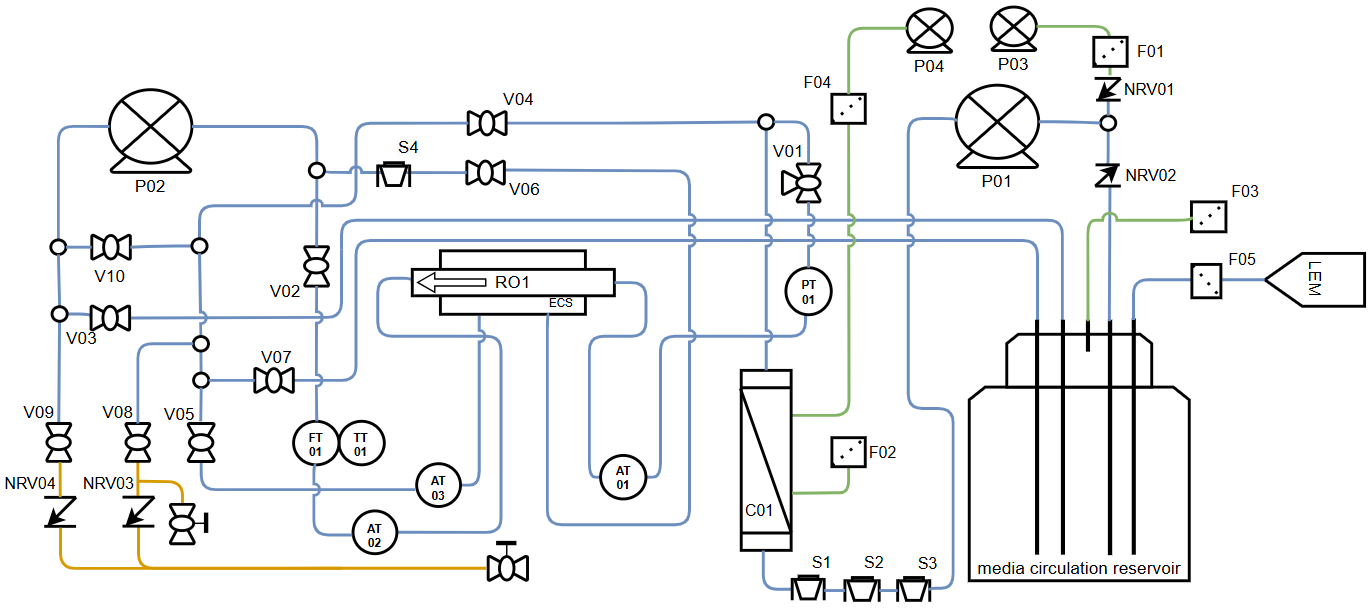 P04
P03
F01
F04
NRV01
V04
V01
P01
S4
P02
V06
NRV02
F03
V10
F05
LEM
V02
RO1
ECS
PT
01
V03
V07
V09
V08
V05
FT
01
TT
01
F02
AT
01
AT
03
NRV04
NRV03
C01
AT
02
S1
S2
S3
media circulation reservoir